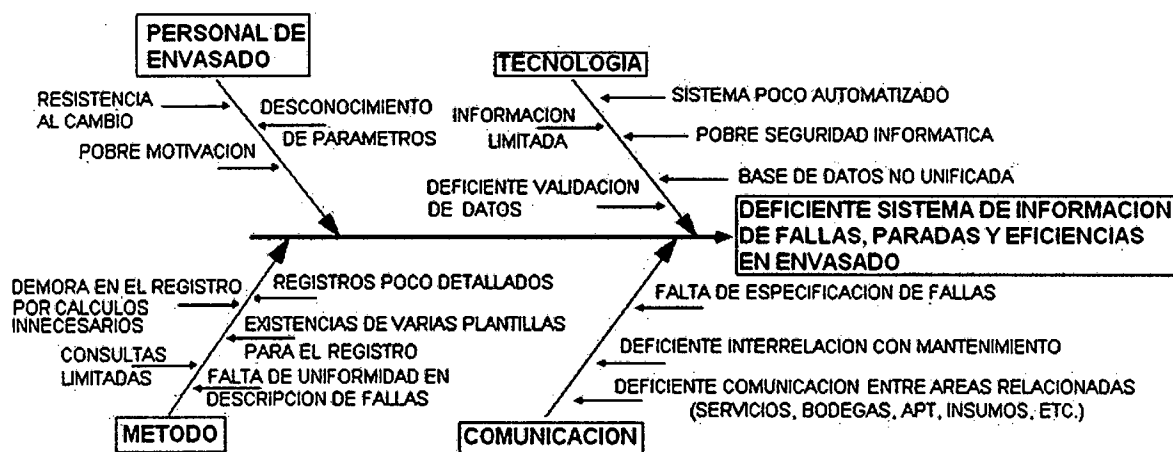 PERSONAL DE
ENVASADO
RESISTENCIA
AL CAMBIO
DESCONOCIMIENTO
DE PARAMETROS
POBRE MOTIVACION
TECNOLOGIA
SISTEMA POCO AUTOMATIZADO
INFORMACION
LIMITADA
POBRE SEGURIDAD INFORMATICA
BASE DE DATOS NO UNIFICADA
DEFICIENTE VALIDACION
DE DATOS
DEFICIENTE SISTEMA DE INFORMACION
DE FALLAS, PARADAS Y EFICIENCIAS
EN ENVASADO
DEMORA EN EL REGISTRO
POR CALCULOS
INNECESARIOS
REGISTROS POCO DETALLADOS
EXISTENCIAS DE VARIAS PLANTILLAS
PARA EL REGISTRO
CONSULTAS
LIMITADAS
FALTA DE UNIFORMIDAD EN
DESCRIPCION DE FALLAS
METODO
FALTA DE ESPECIFICACION DE FALLAS
DEFICIENTE INTERRELACION CON MANTENIMIENTO
DEFICIENTE COMUNICACION ENTRE AREAS RELACIONADAS
(SERVICIOS, BODEGAS, APT, INSUMOS, ETC.)
COMUNICACION